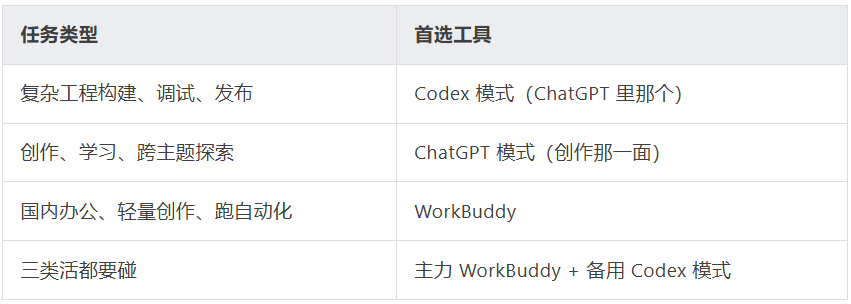 任务类型
首选工具
复杂工程构建、调试、发布
Codex 模式（ChatGPT 里那个）
创作、学习、跨主题探索
ChatGPT 模式（创作那一面）
国内办公、轻量创作、跑自动化
WorkBuddy
三类活都要碰
主力 WorkBuddy + 备用 Codex 模式